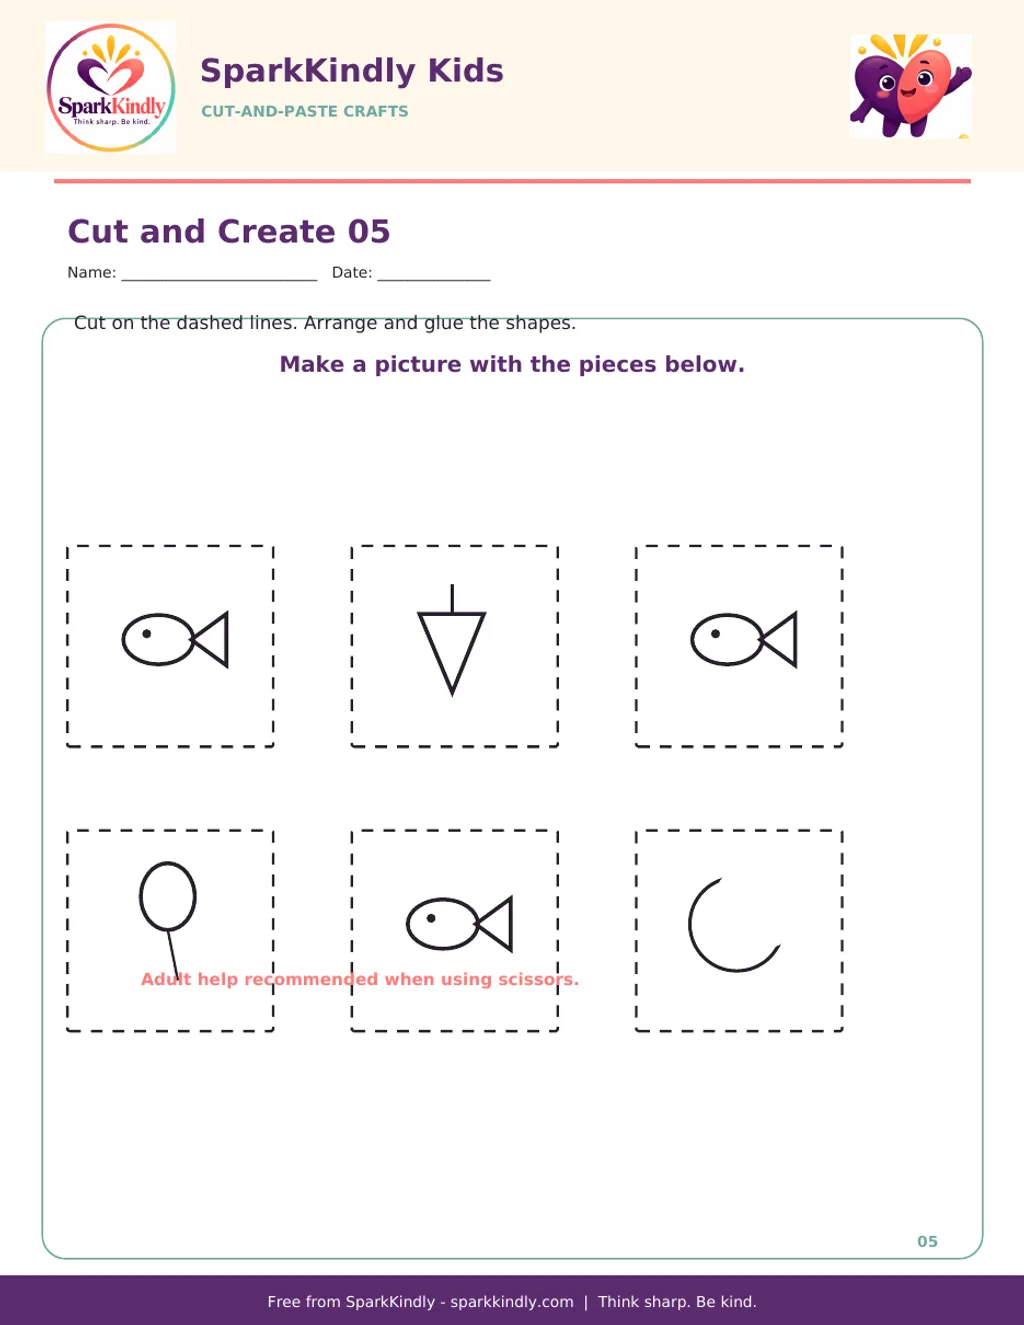 SparkKindly
Think sharp. Be kind.
SparkKindly Kids
CUT-AND-PASTE CRAFTS
Cut and Create 05
Name: __________________________ Date: _______________
Cut on the dashed lines. Arrange and glue the shapes.
Make a picture with the pieces below.
Adult help recommended when using scissors.
05
Free from SparkKindly - sparkkindly.com | Think sharp. Be kind.